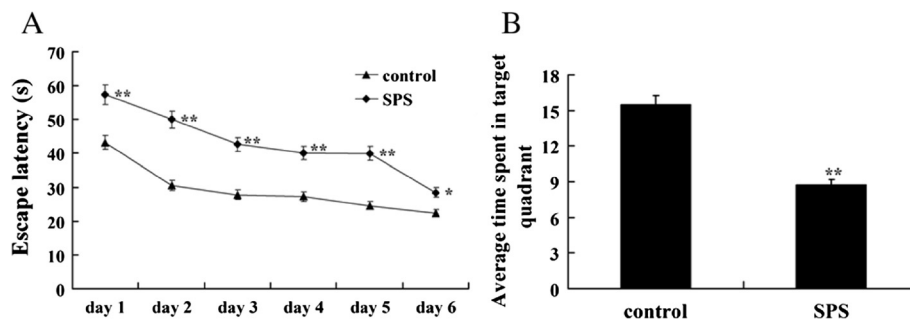 A
Escape latency (s)
70
60
50
40
30
20
10
0
control
SPS
**
**
**
**
**
*
day 1 day 2 day 3 day 4 day 5 day 6
B
Average time spent in target
quadrant
18
15
12
9
6
3
0
**
control SPS